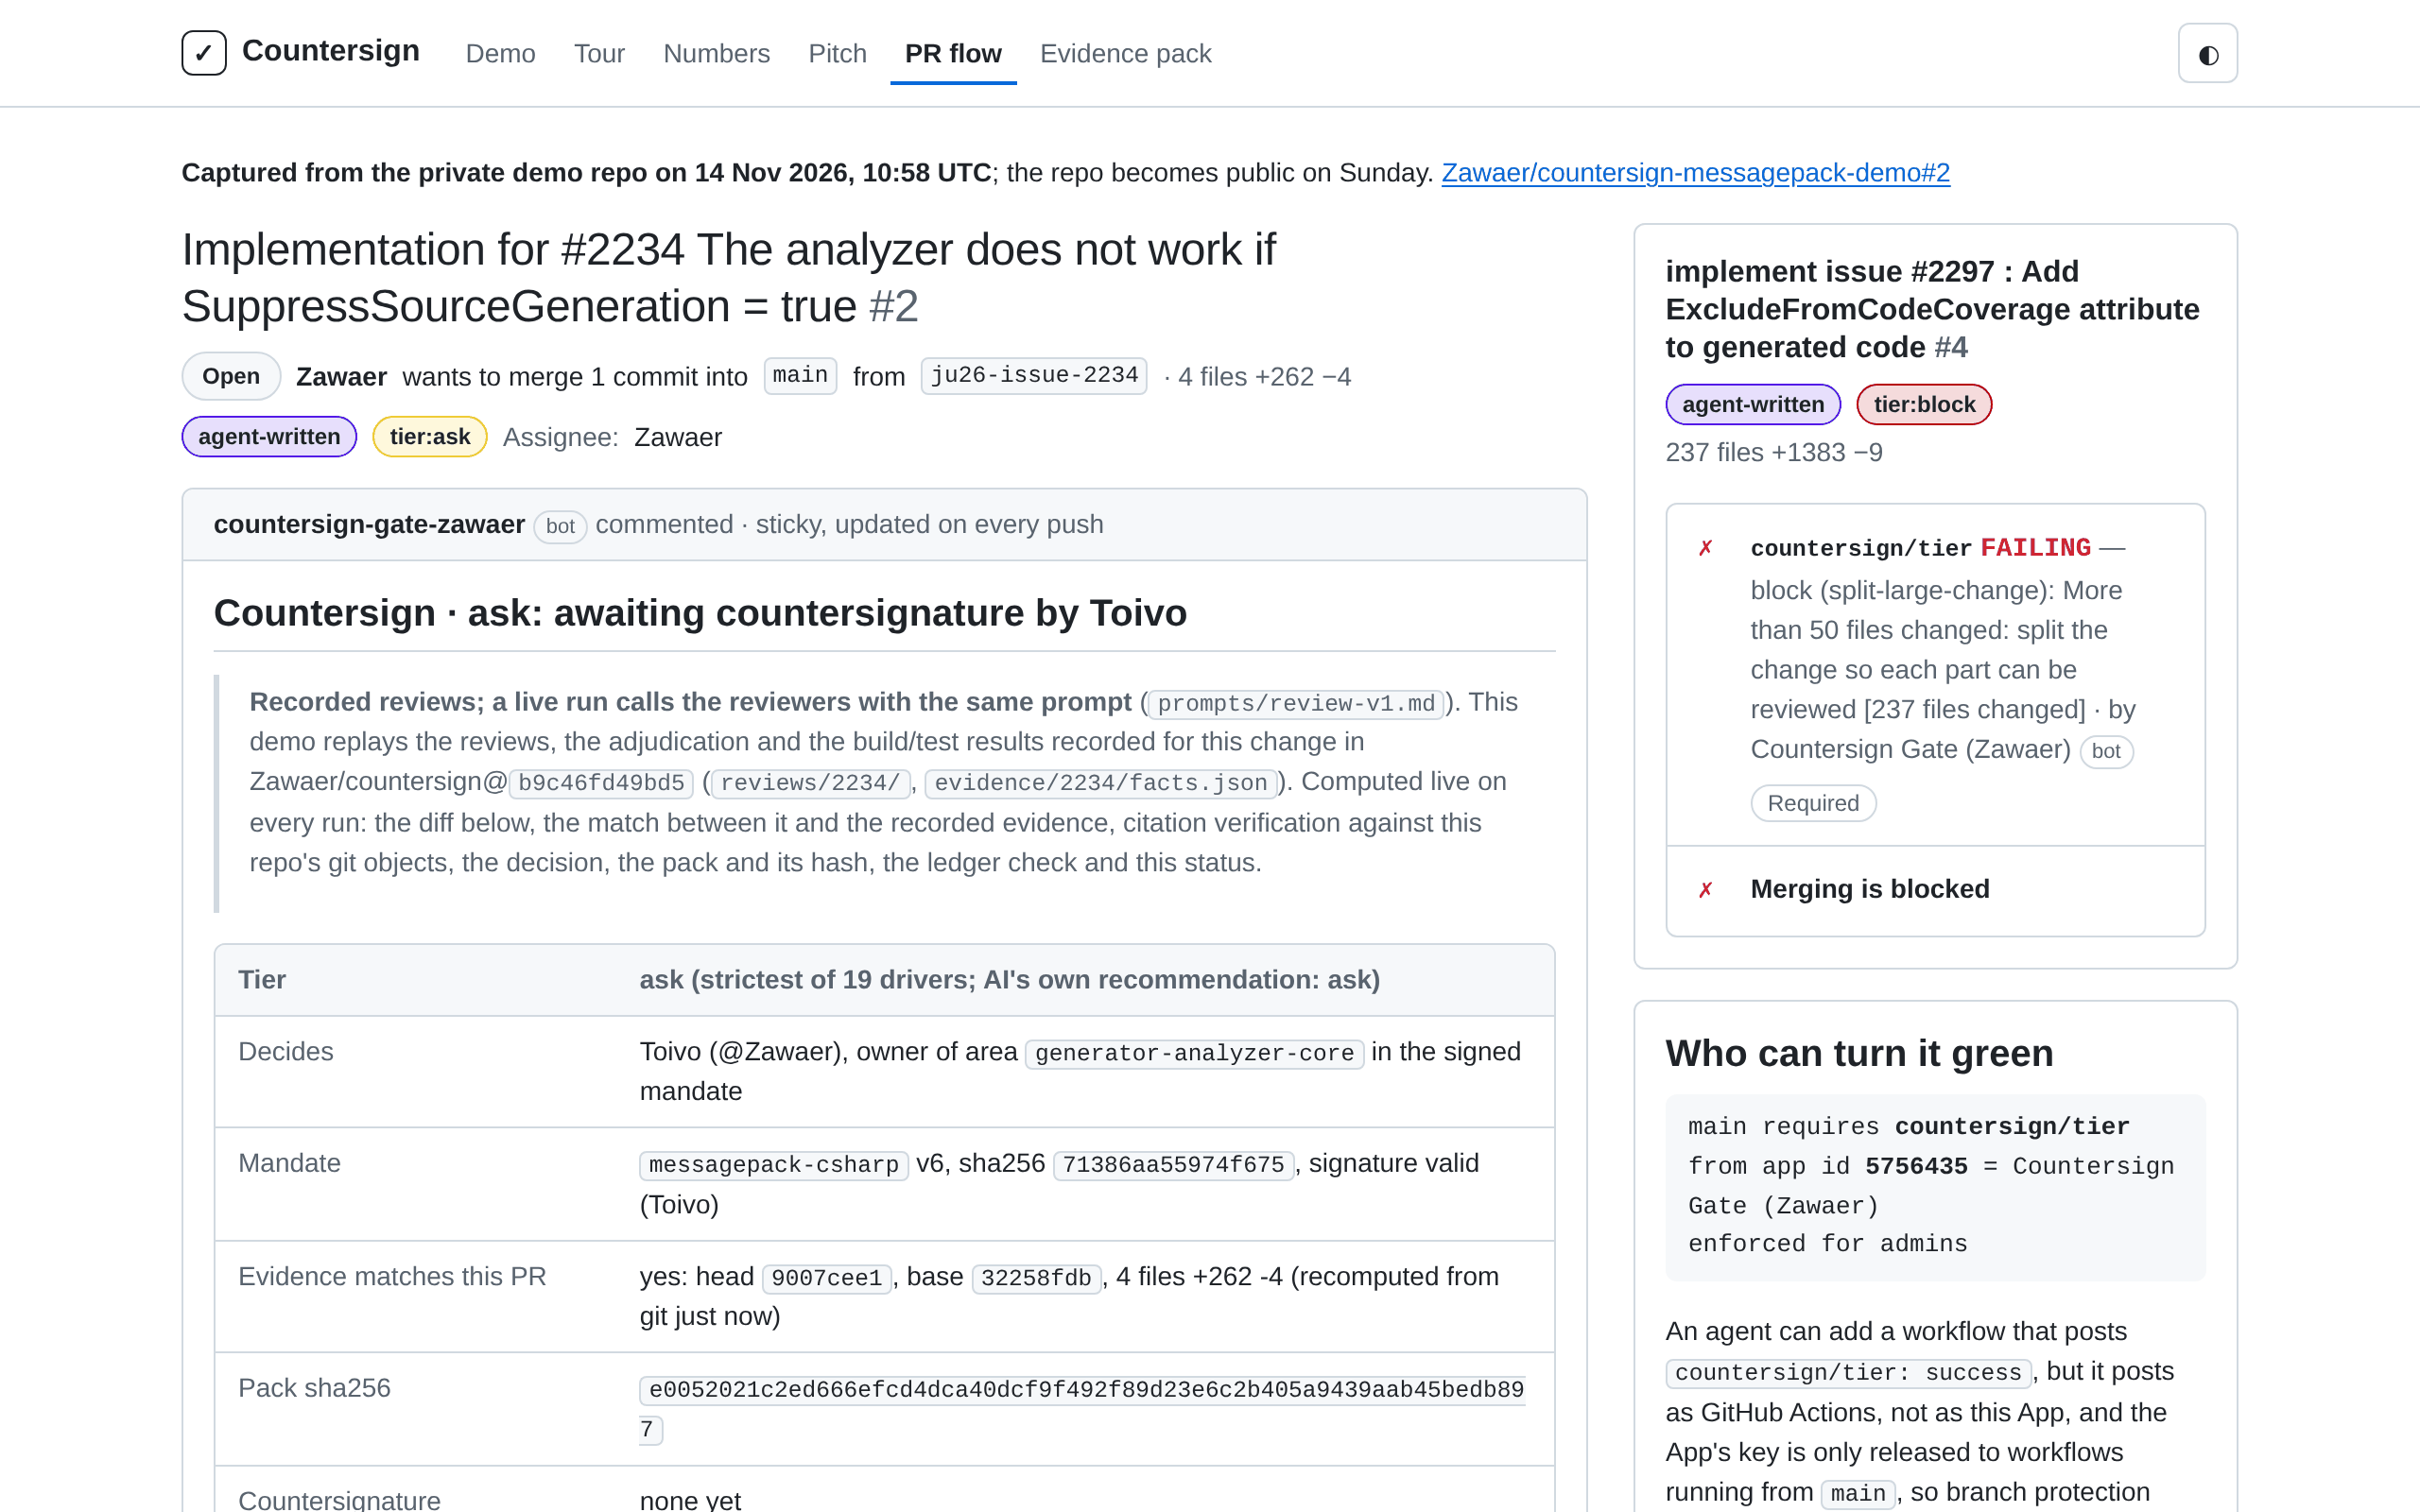 ✓ Countersign Demo Tour Numbers Pitch PR flow Evidence pack
Captured from the private demo repo on 14 Nov 2026, 10:58 UTC; the repo becomes public on Sunday. Zawaer/countersign-messagepack-demo#2
Implementation for #2234 The analyzer does not work if
SuppressSourceGeneration = true #2
Open Zawaer wants to merge 1 commit into main from ju26-issue-2234 · 4 files +262 −4
agent-written tier:ask Assignee: Zawaer
countersign-gate-zawaer bot commented · sticky, updated on every push
Countersign · ask: awaiting countersignature by Toivo
Recorded reviews; a live run calls the reviewers with the same prompt (prompts/review-v1.md). This
demo replays the reviews, the adjudication and the build/test results recorded for this change in
Zawaer/countersign@b9c46fd49bd5 (reviews/2234/, evidence/2234/facts.json). Computed live on
every run: the diff below, the match between it and the recorded evidence, citation verification against this
repo's git objects, the decision, the pack and its hash, the ledger check and this status.
Tier ask (strictest of 19 drivers; AI's own recommendation: ask)
Decides Toivo (@Zawaer), owner of area generator-analyzer-core in the signed
mandate
Mandate messagepack-csharp v6, sha256 71386aa55974f675, signature valid
(Toivo)
Evidence matches this PR yes: head 9007cee1, base 32258fdb, 4 files +262 -4 (recomputed from
git just now)
Pack sha256 e0052021c2ed666efcd4dca40dcf9f492f89d23e6c2b405a9439aab45bedb89
7
Countersignature none yet
implement issue #2297 : Add
ExcludeFromCodeCoverage attribute
to generated code #4
agent-written tier:block
237 files +1383 −9
✗ countersign/tier FAILING —
block (split-large-change): More
than 50 files changed: split the
change so each part can be
reviewed [237 files changed] · by
Countersign Gate (Zawaer) bot
Required
✗ Merging is blocked
Who can turn it green
main requires countersign/tier
from app id 5756435 = Countersign
Gate (Zawaer)
enforced for admins
An agent can add a workflow that posts
countersign/tier: success, but it posts
as GitHub Actions, not as this App, and the
App's key is only released to workflows
running from main, so branch protection